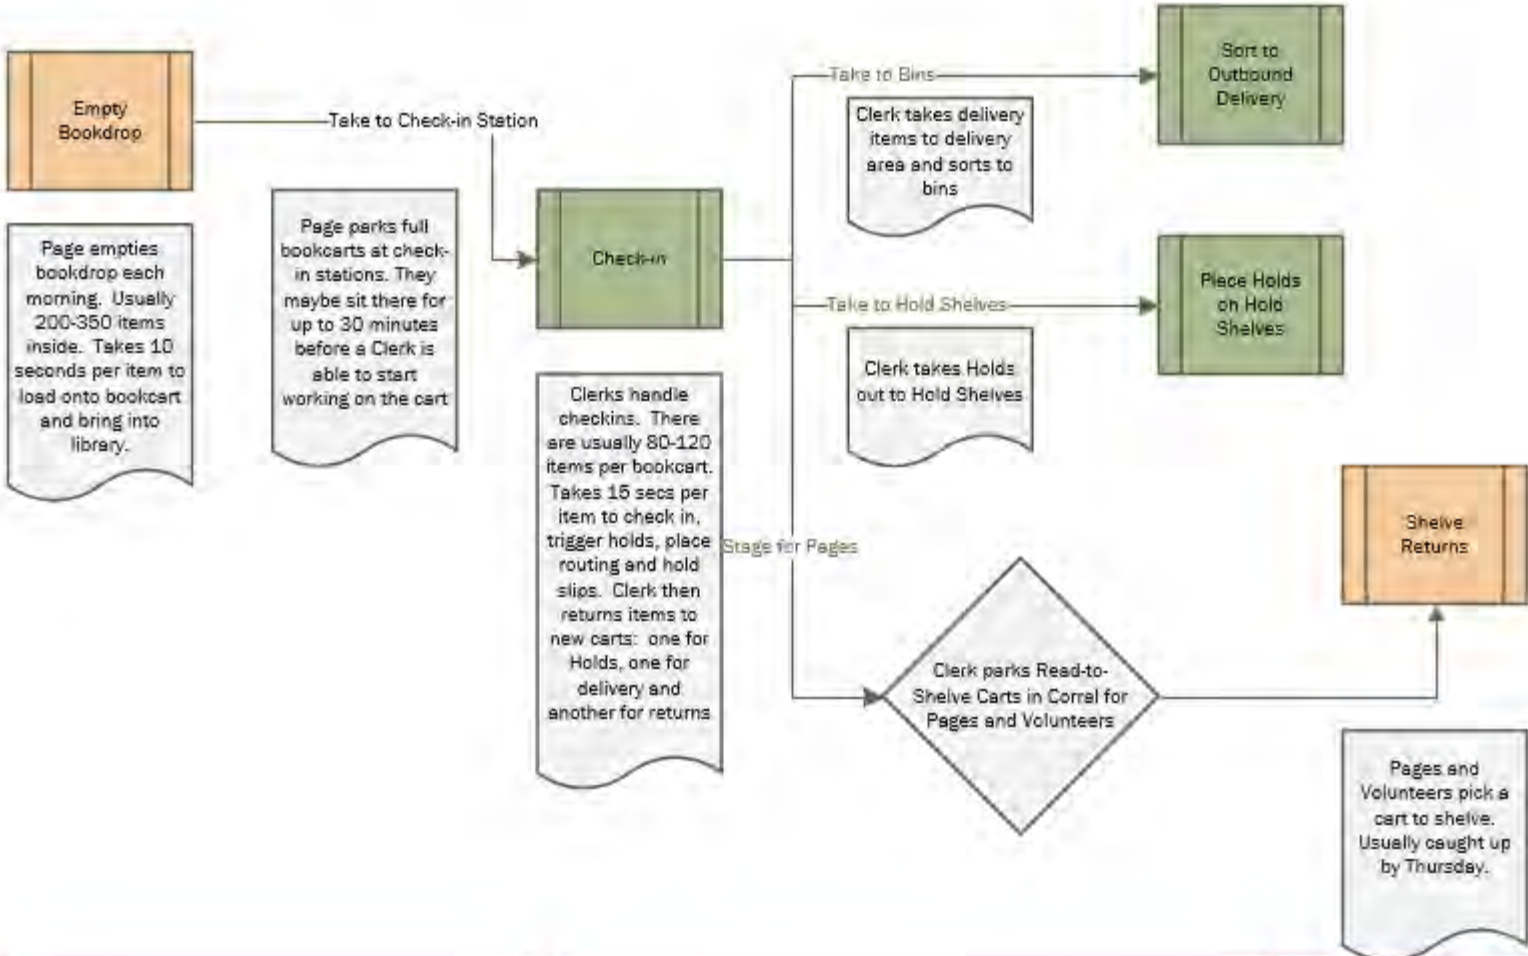 Empty
Bookdrop
Page empties
bookdrop each
morning. Usually
200-350 items
inside. Takes 10
seconds per item to
load onto bookcart
and bring into
library.
Take to Check-in Station
Page parks full
bookcarts at check-
in stations. They
maybe sit there for
up to 30 minutes
before a Clerk is
able to start
working on the cart
Check-in
Clerks handle
checkins. There
are usually 80-120
items per bookcart.
Takes 15 secs per
item to check in,
trigger holds, place
routing and hold
slips. Clerk then
returns items to
new carts: one for
Holds, one for
delivery and
another for returns
Take to Bins
Clerk takes delivery
items to delivery
area and sorts to
bins
Sort to
Outbound
Delivery
Take to Hold Shelves
Clerk takes Holds
out to Hold Shelves
Place Holds
on Hold
Shelves
Stage for Pages
Clerk parks Read-to-
Shelve Carts in Corral for
Pages and Volunteers
Shelve
Returns
Pages and
Volunteers pick a
cart to shelve.
Usually caught up
by Thursday.